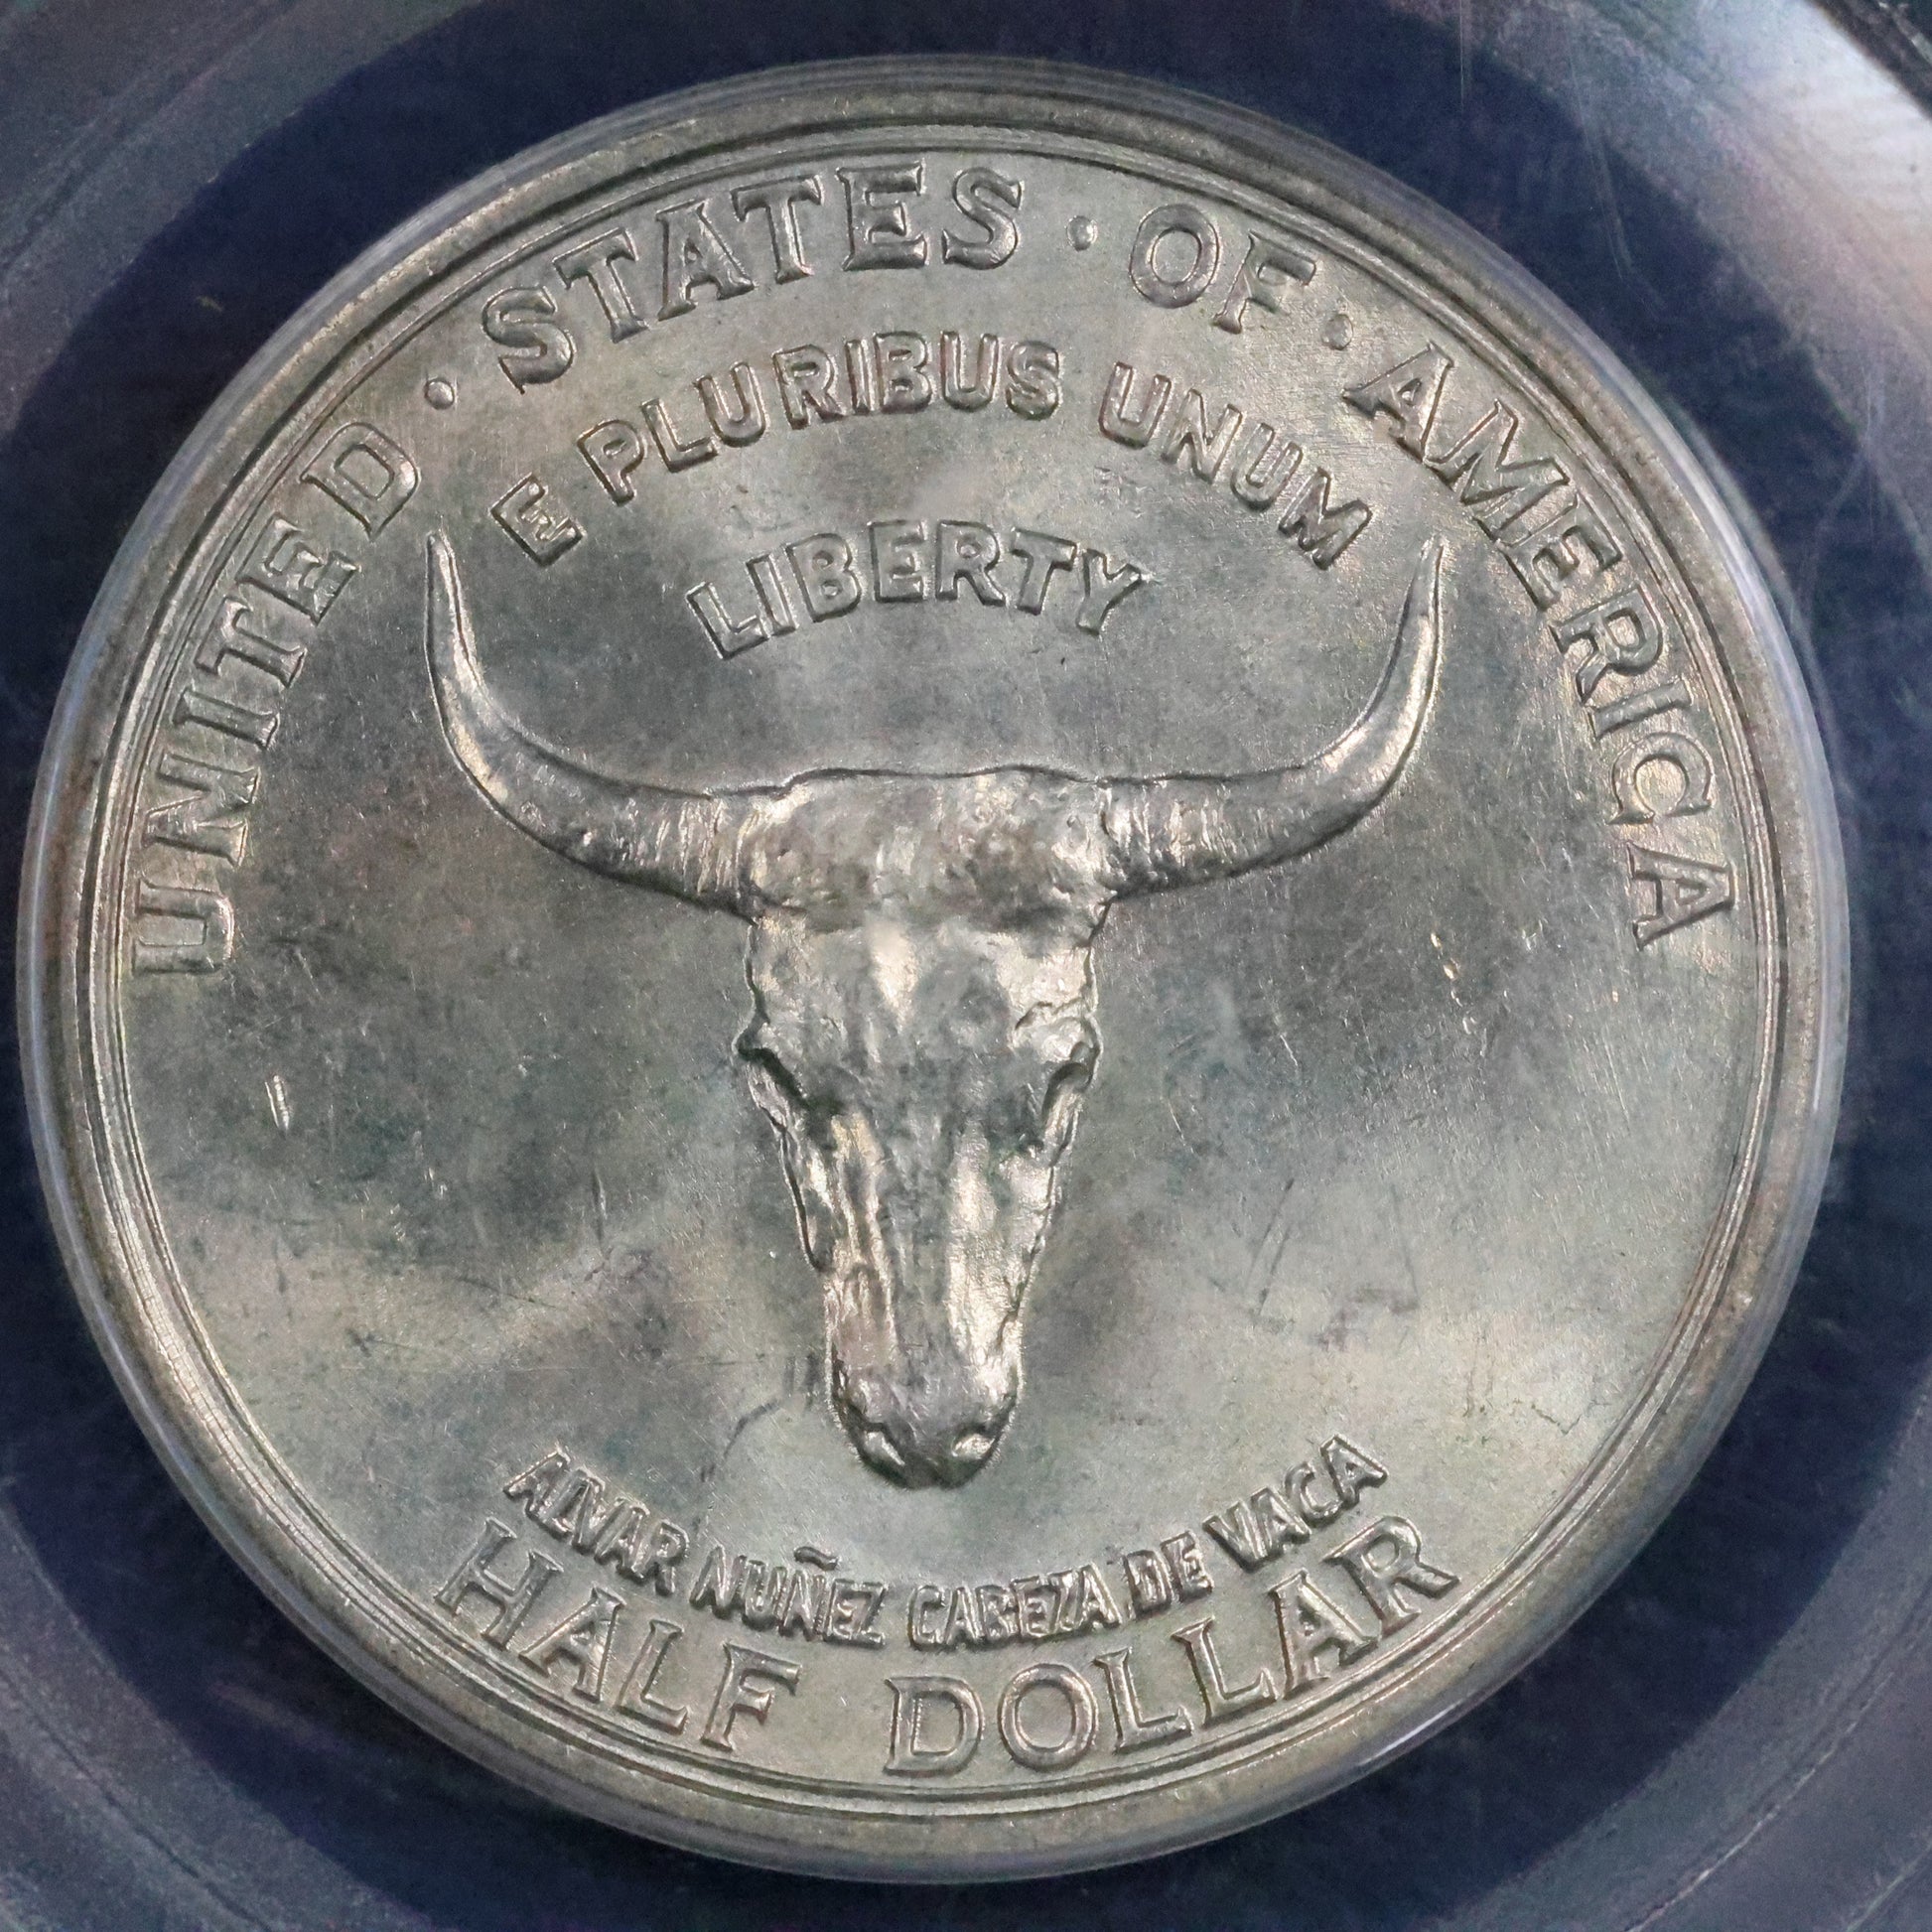 UNITED · STATES · OF · AMERICA
E PLURIBUS UNUM
LIBERTY
ALVAR NUÑEZ CABEZA DE VACA
HALF DOLLAR